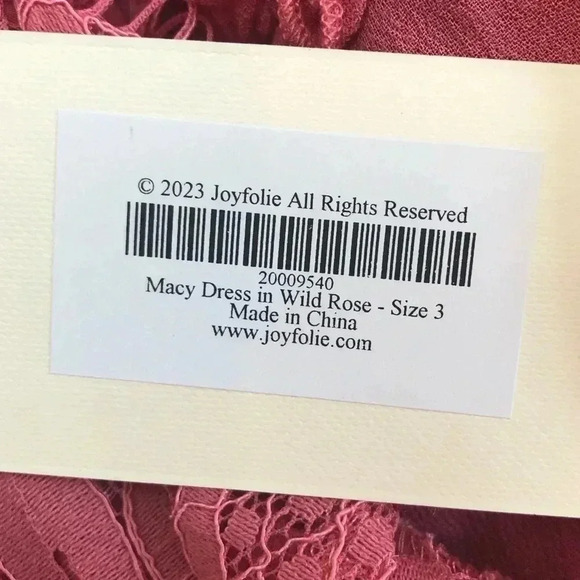 © 2023 Joyfolie All Rights Reserved
20009540
Macy Dress in Wild Rose - Size 3
Made in China
www.joyfolie.com